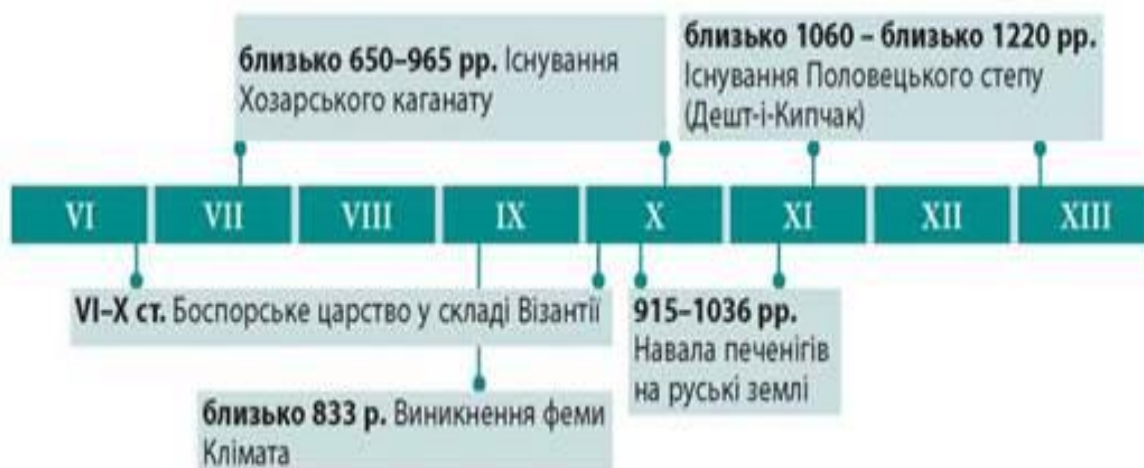 близько 650–965 рр. Існування
Хозарського каганату
близько 1060 – близько 1220 рр.
Існування Половецького степу
(Дешт-і-Кипчак)
VI VII VIII IX X XI XII XIII
VI–X ст. Боспорське царство у складі Візантії
915–1036 рр.
Навала печенігів
на руські землі
близько 833 р. Виникнення феми
Клімата